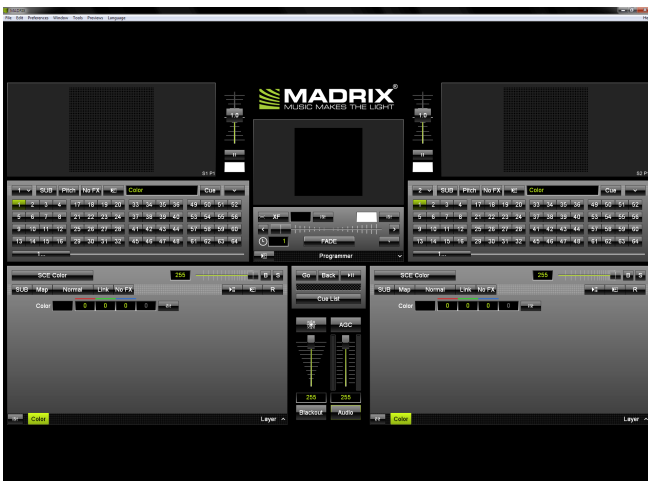 MADRIX
File Edit Preferences Window Tools Previews Language
MADRIX®
MUSIC MAKES THE LIGHT
1.0 1.0
S1 P1 S2 P1
1 SUB Pitch No FX Color Cue
1 2 3 4 17 18 19 20 33 34 35 36 49 50 51 52
5 6 7 8 21 22 23 24 37 38 39 40 53 54 55 56
9 10 11 12 25 26 27 28 41 42 43 44 57 58 59 60
13 14 15 16 29 30 31 32 45 46 47 48 61 62 63 64
1...
XF
1 FADE
Programmer
2 SUB Pitch No FX Color Cue
1 2 3 4 17 18 19 20 33 34 35 36 49 50 51 52
5 6 7 8 21 22 23 24 37 38 39 40 53 54 55 56
9 10 11 12 25 26 27 28 41 42 43 44 57 58 59 60
13 14 15 16 29 30 31 32 45 46 47 48 61 62 63 64
1...
SCE Color 255 B S
SUB Map Normal Link No FX R
Color 0 0 0 0
Color Layer
Go Back
Cue List
AGC
255 255
Blackout Audio
SCE Color 255 B S
SUB Map Normal Link No FX R
Color 0 0 0 0
Color Layer